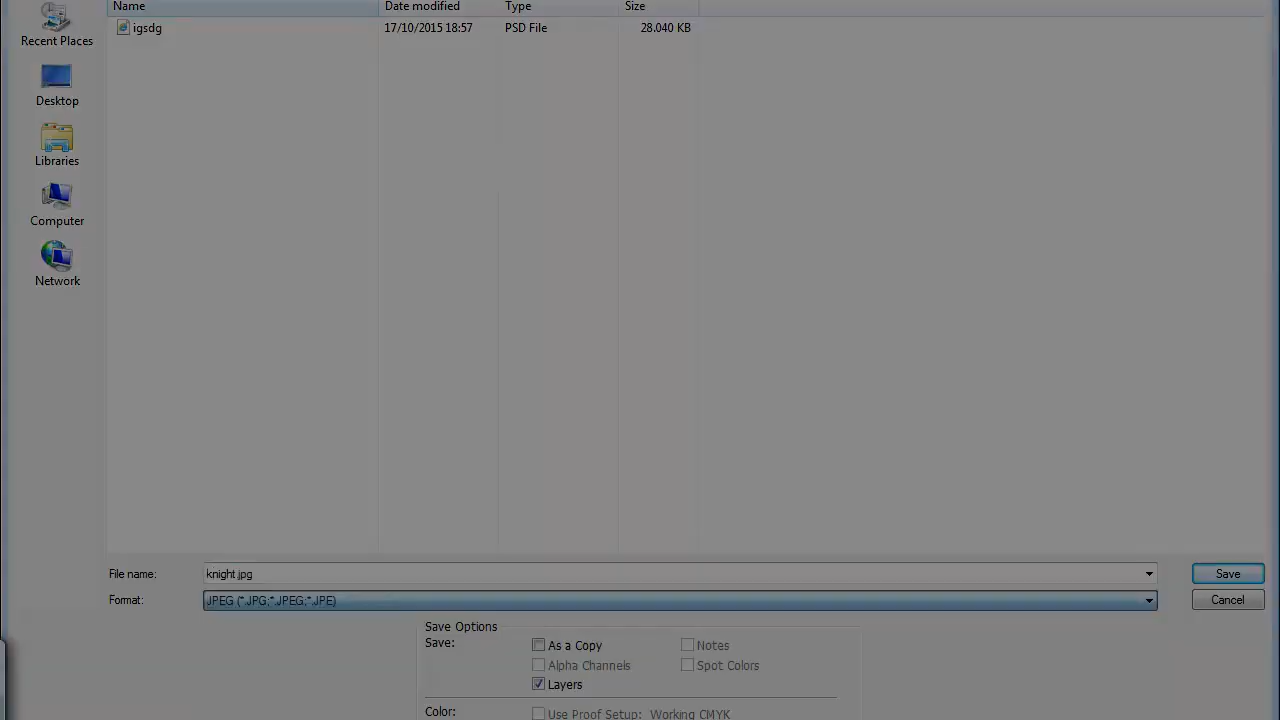 Name Date modified Type Size
igsdg 17/10/2015 18:57 PSD File 28.040 KB
Recent Places
Desktop
Libraries
Computer
Network
File name: knight.jpg Save
Format: JPEG (*.JPG;*.JPEG;*.JPE) Cancel
Save Options
Save: As a Copy Notes
Alpha Channels Spot Colors
Layers
Color: Use Proof Setup: Working CMYK